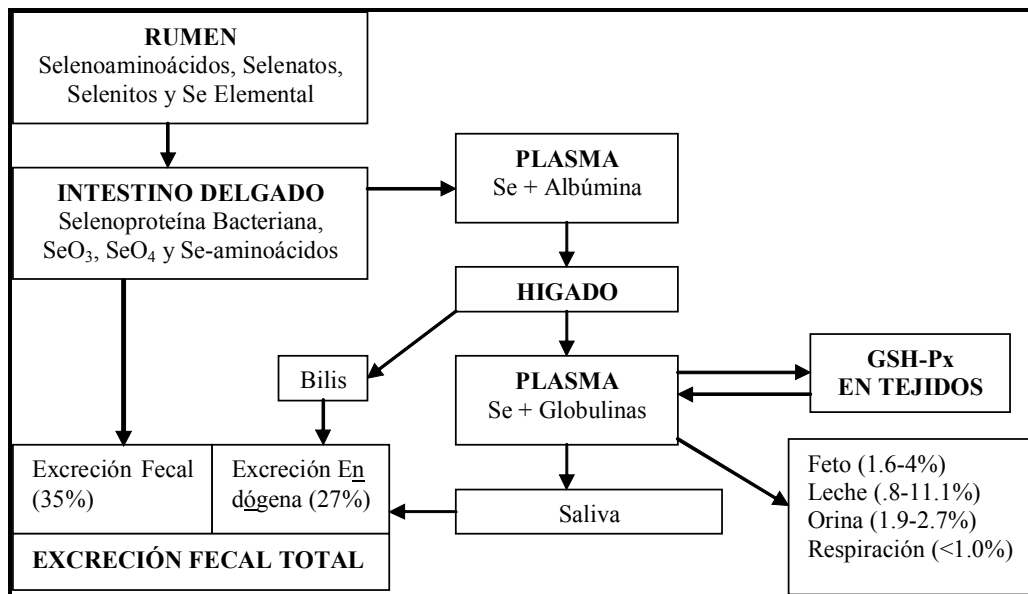 RUMEN
Selenoaminoácidos, Selenatos,
Selenitos y Se Elemental
INTESTINO DELGADO
Selenoproteína Bacteriana,
SeO₃, SeO₄ y Se-aminoácidos
PLASMA
Se + Albúmina
HIGADO
Bilis
PLASMA
Se + Globulinas
GSH-Px
EN TEJIDOS
Excreción Fecal
(35%)
Excreción En
dógena (27%)
Saliva
Feto (1.6-4%)
Leche (.8-11.1%)
Orina (1.9-2.7%)
Respiración (<1.0%)
EXCRECIÓN FECAL TOTAL